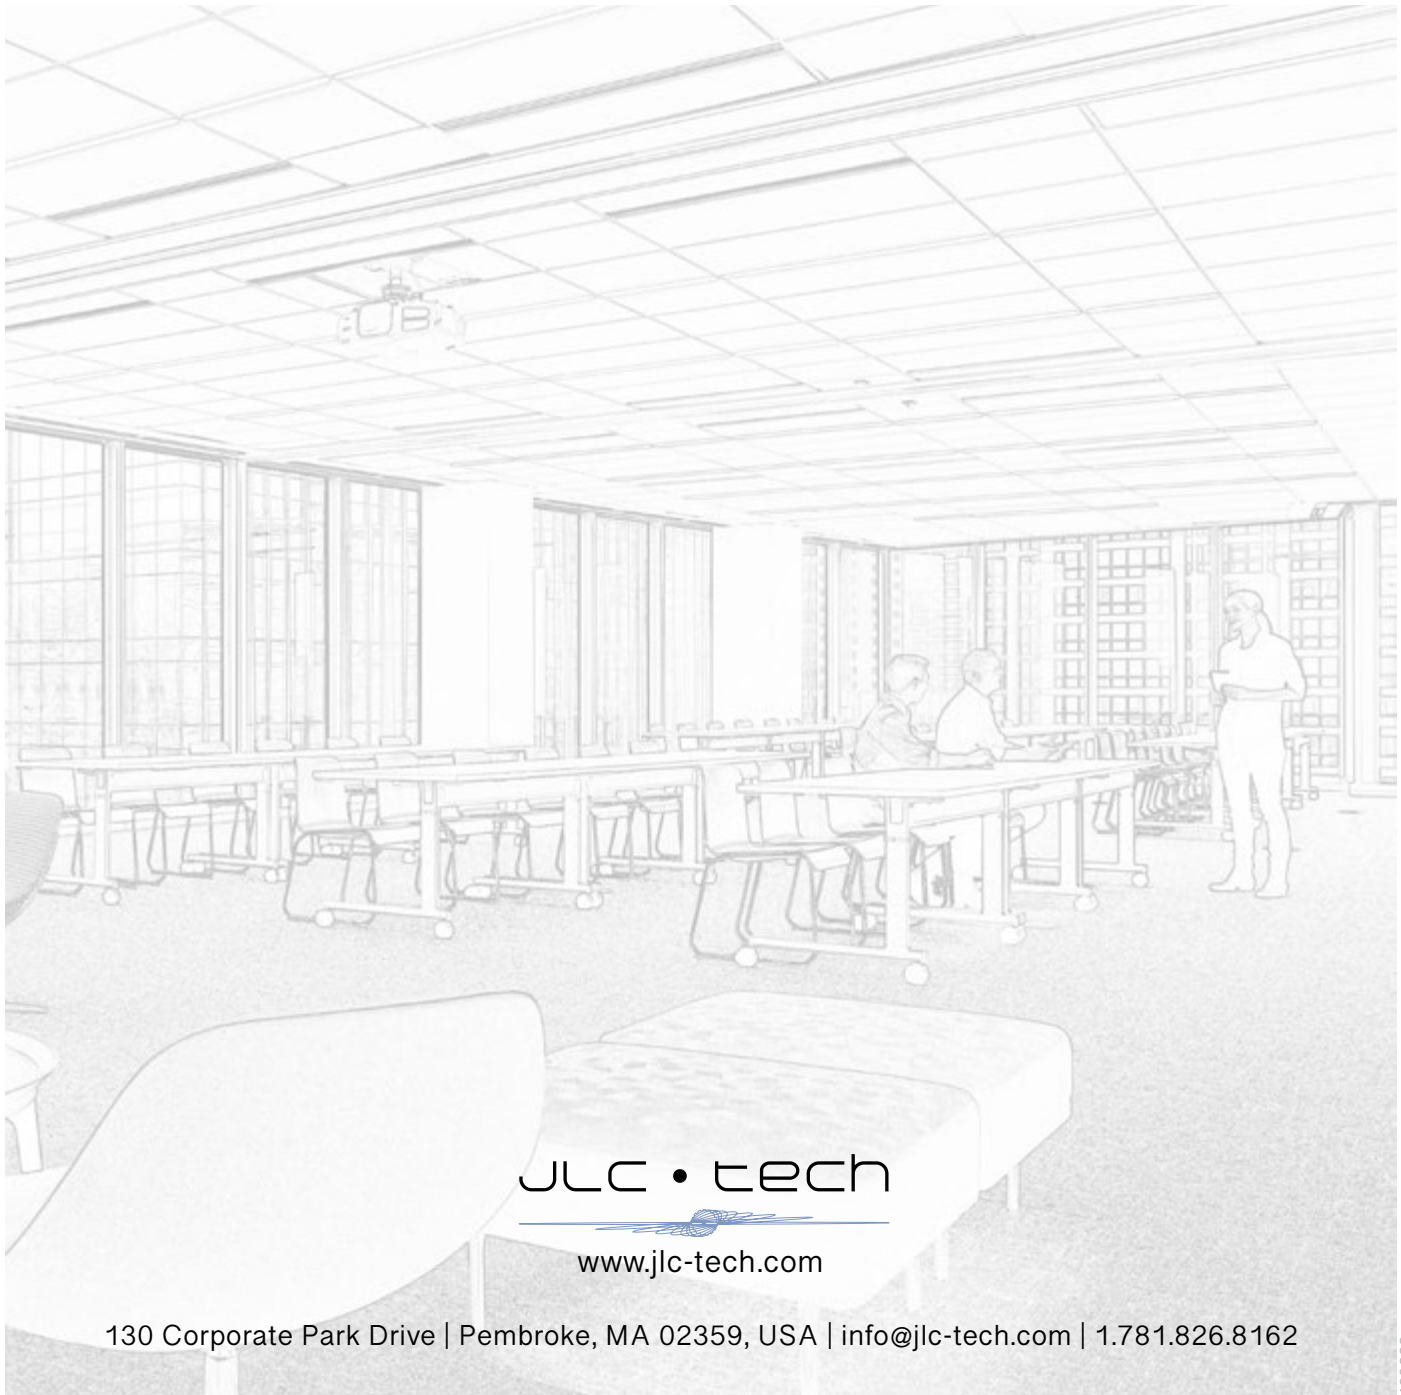 JLC • tech
www.jlc-tech.com
130 Corporate Park Drive | Pembroke, MA 02359, USA | info@jlc-tech.com | 1.781.826.8162